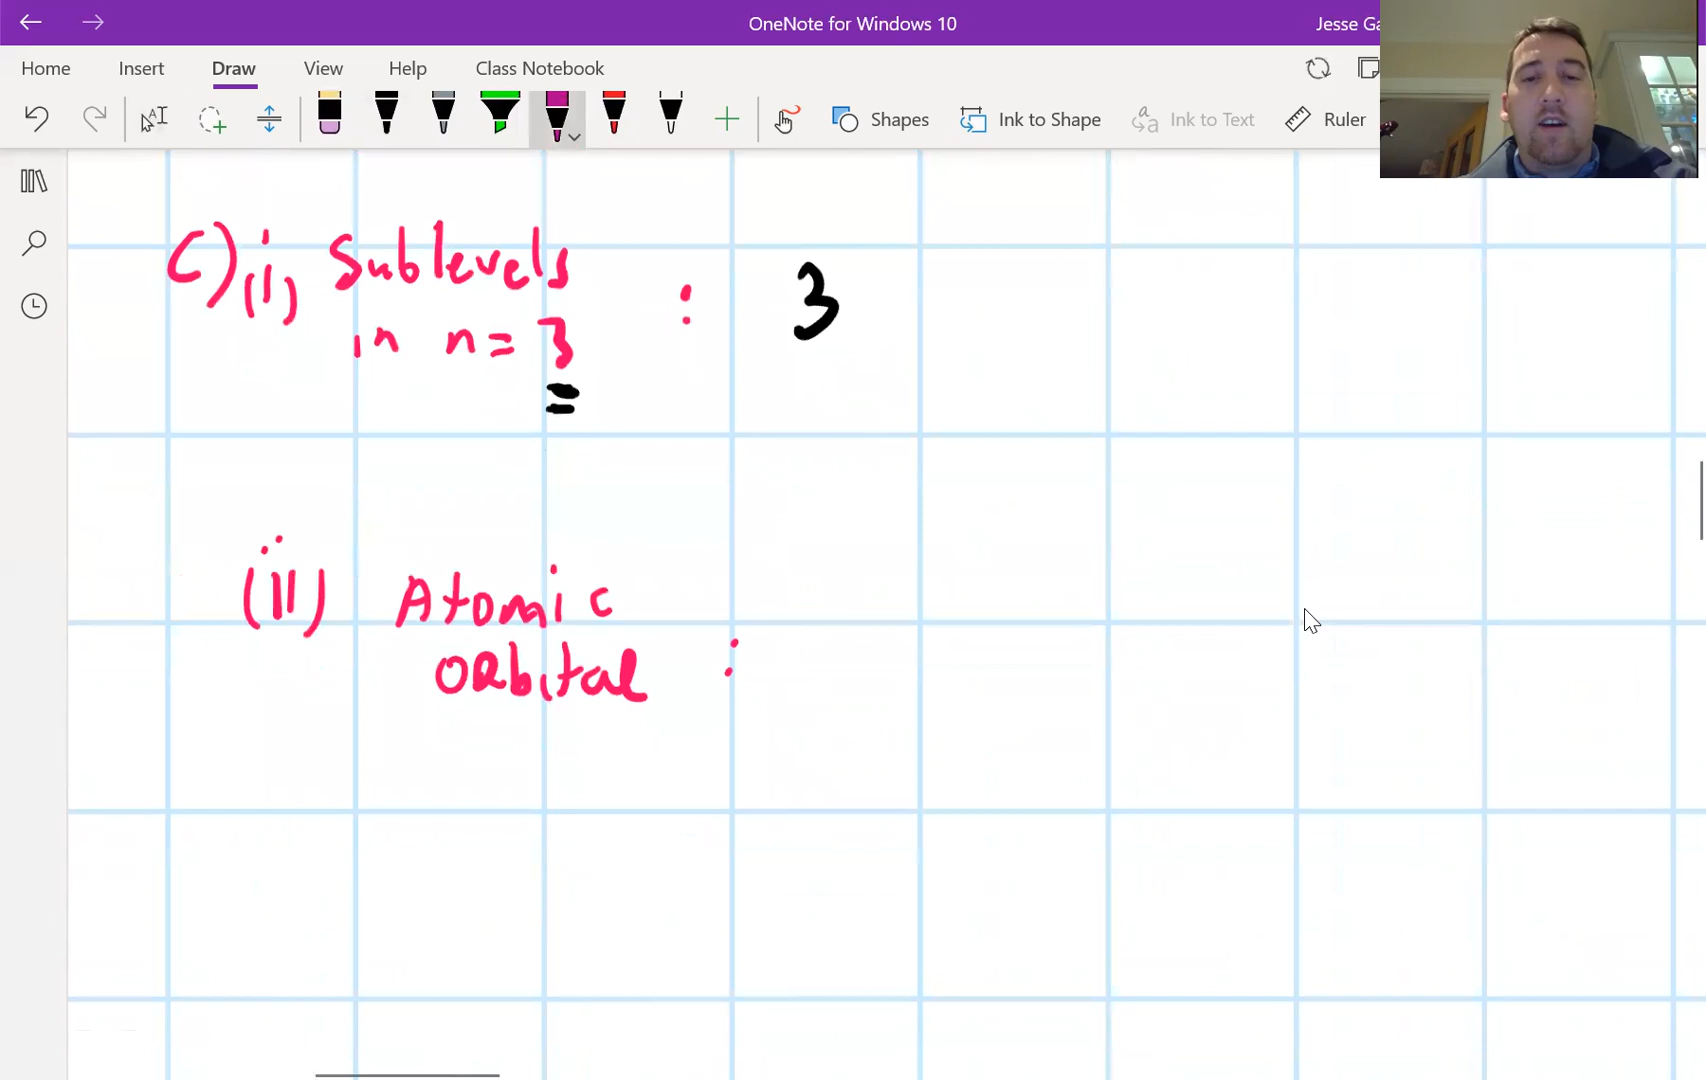 OneNote for Windows 10
Jesse Ga
Home Insert Draw View Help Class Notebook
Shapes Ink to Shape Ink to Text Ruler
C)(i) Sublevels : 3
in n = 3
(ii) Atomic
orbital :